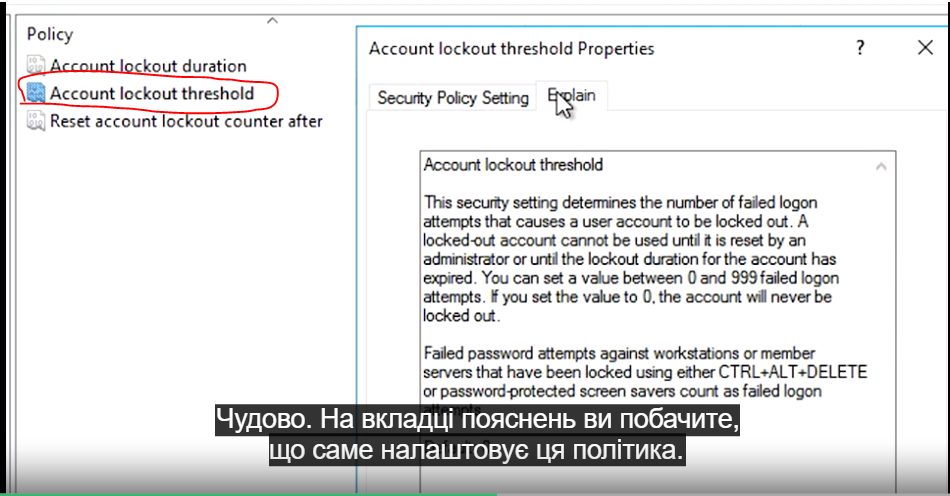 Policy
Account lockout duration
Account lockout threshold
Reset account lockout counter after
Account lockout threshold Properties
?
Security Policy Setting
Explain
Account lockout threshold
This security setting determines the number of failed logon
attempts that causes a user account to be locked out. A
locked-out account cannot be used until it is reset by an
administrator or until the lockout duration for the account has
expired. You can set a value between 0 and 999 failed logon
attempts. If you set the value to 0, the account will never be
locked out.
Failed password attempts against workstations or member
servers that have been locked using either CTRL+ALT+DELETE
or password-protected screen savers count as failed logon
Чудово. На вкладці пояснень ви побачите,
що саме налаштовує ця політика.